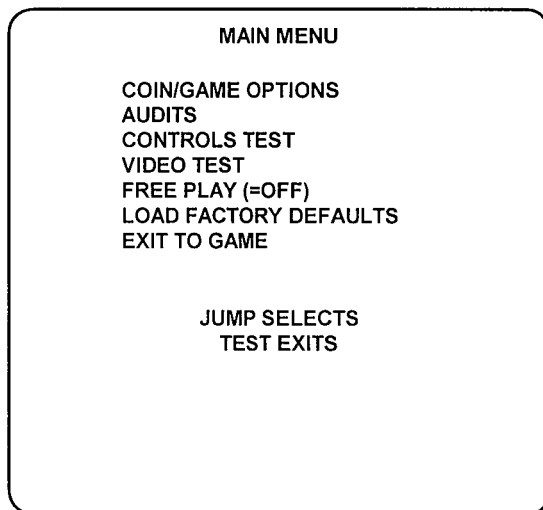 MAIN MENU
COIN/GAME OPTIONS
AUDITS
CONTROLS TEST
VIDEO TEST
FREE PLAY (=OFF)
LOAD FACTORY DEFAULTS
EXIT TO GAME
JUMP SELECTS
TEST EXITS